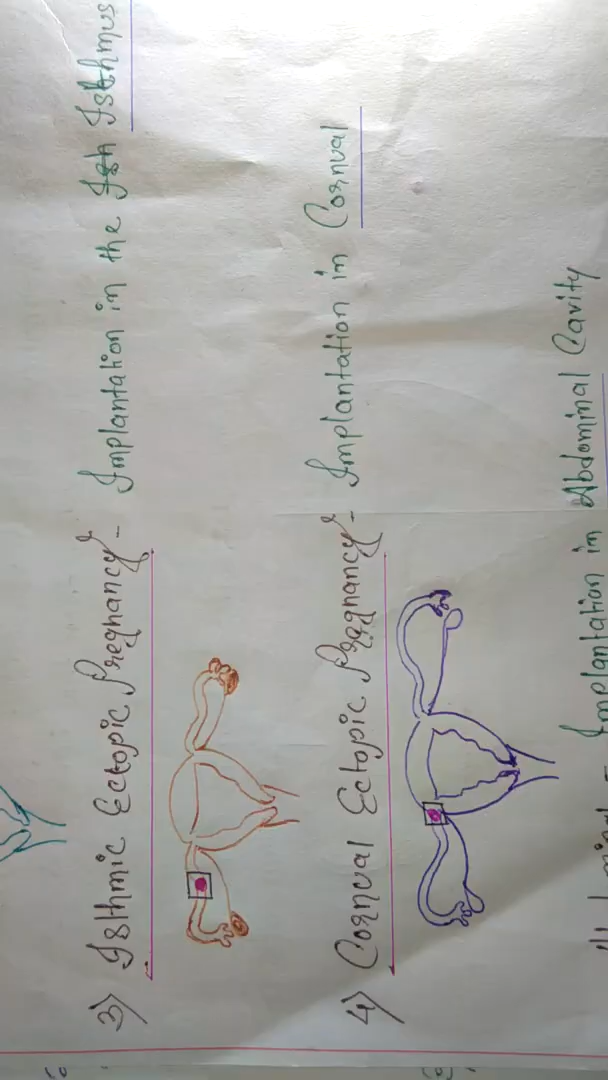 3) Isthmic Ectopic Pregnancy - Implantation in the Isthmus
4) Cornual Ectopic Pregnancy - Implantation in Cornual
Implantation in Abdominal Cavity